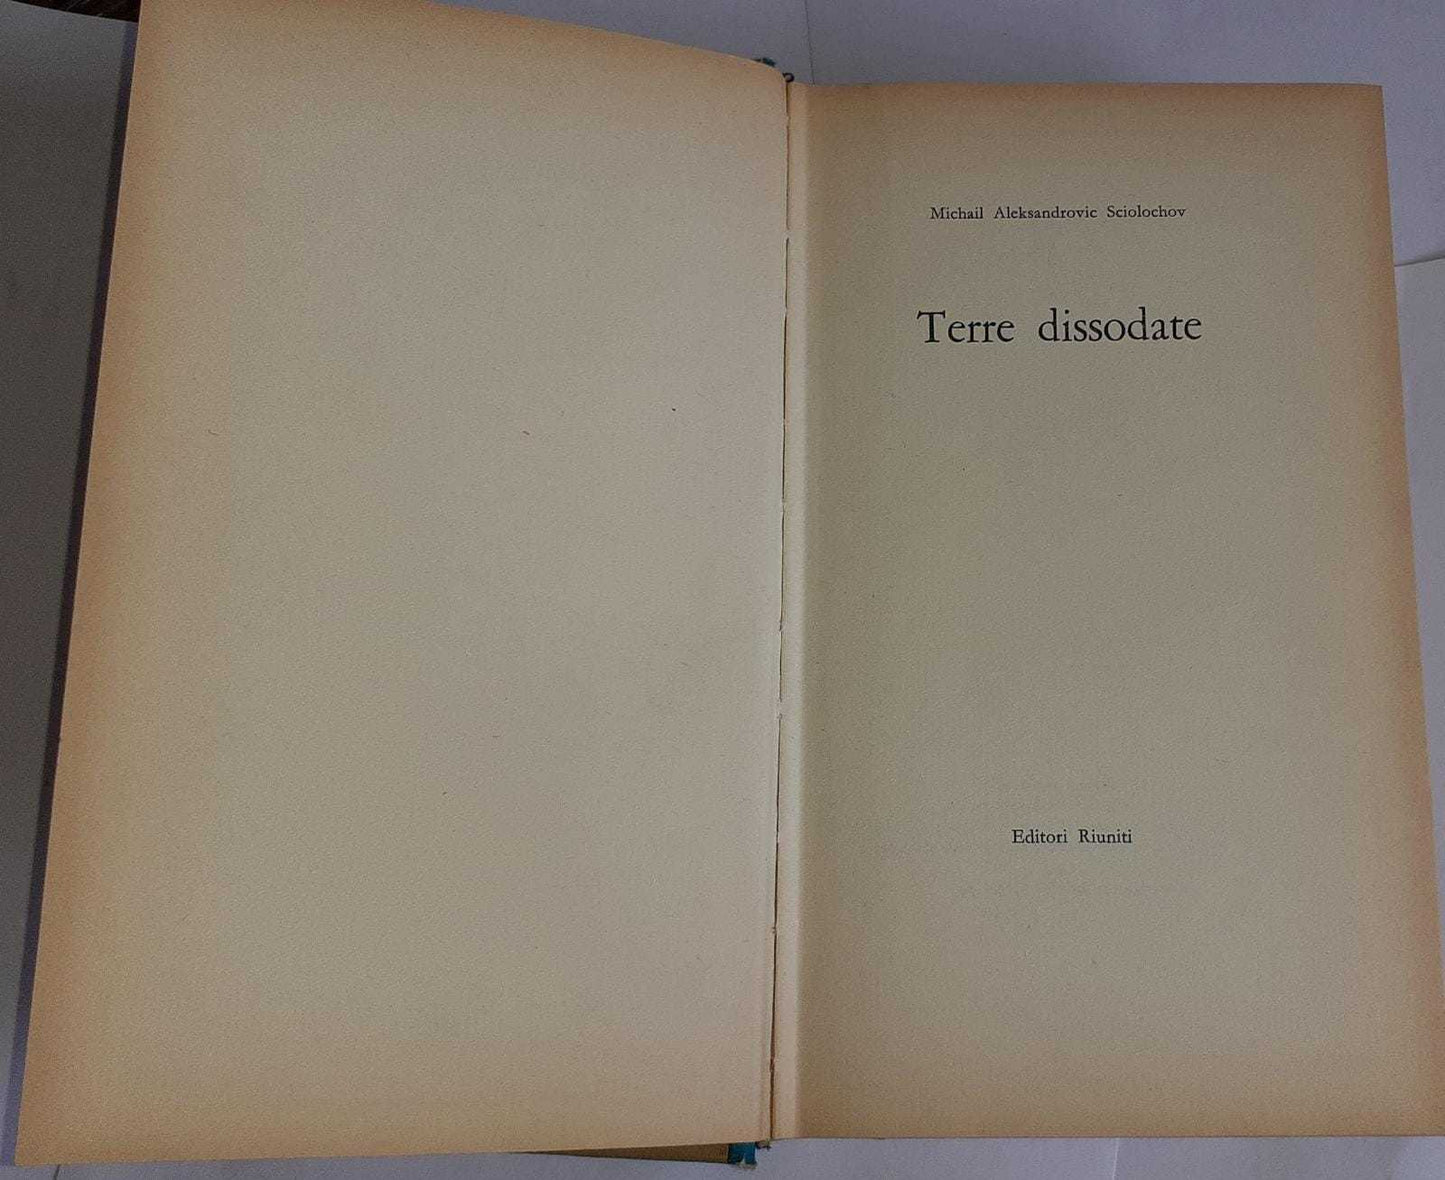 Michail Aleksandrovic Sciolochov
Terre dissodate
Editori Riuniti